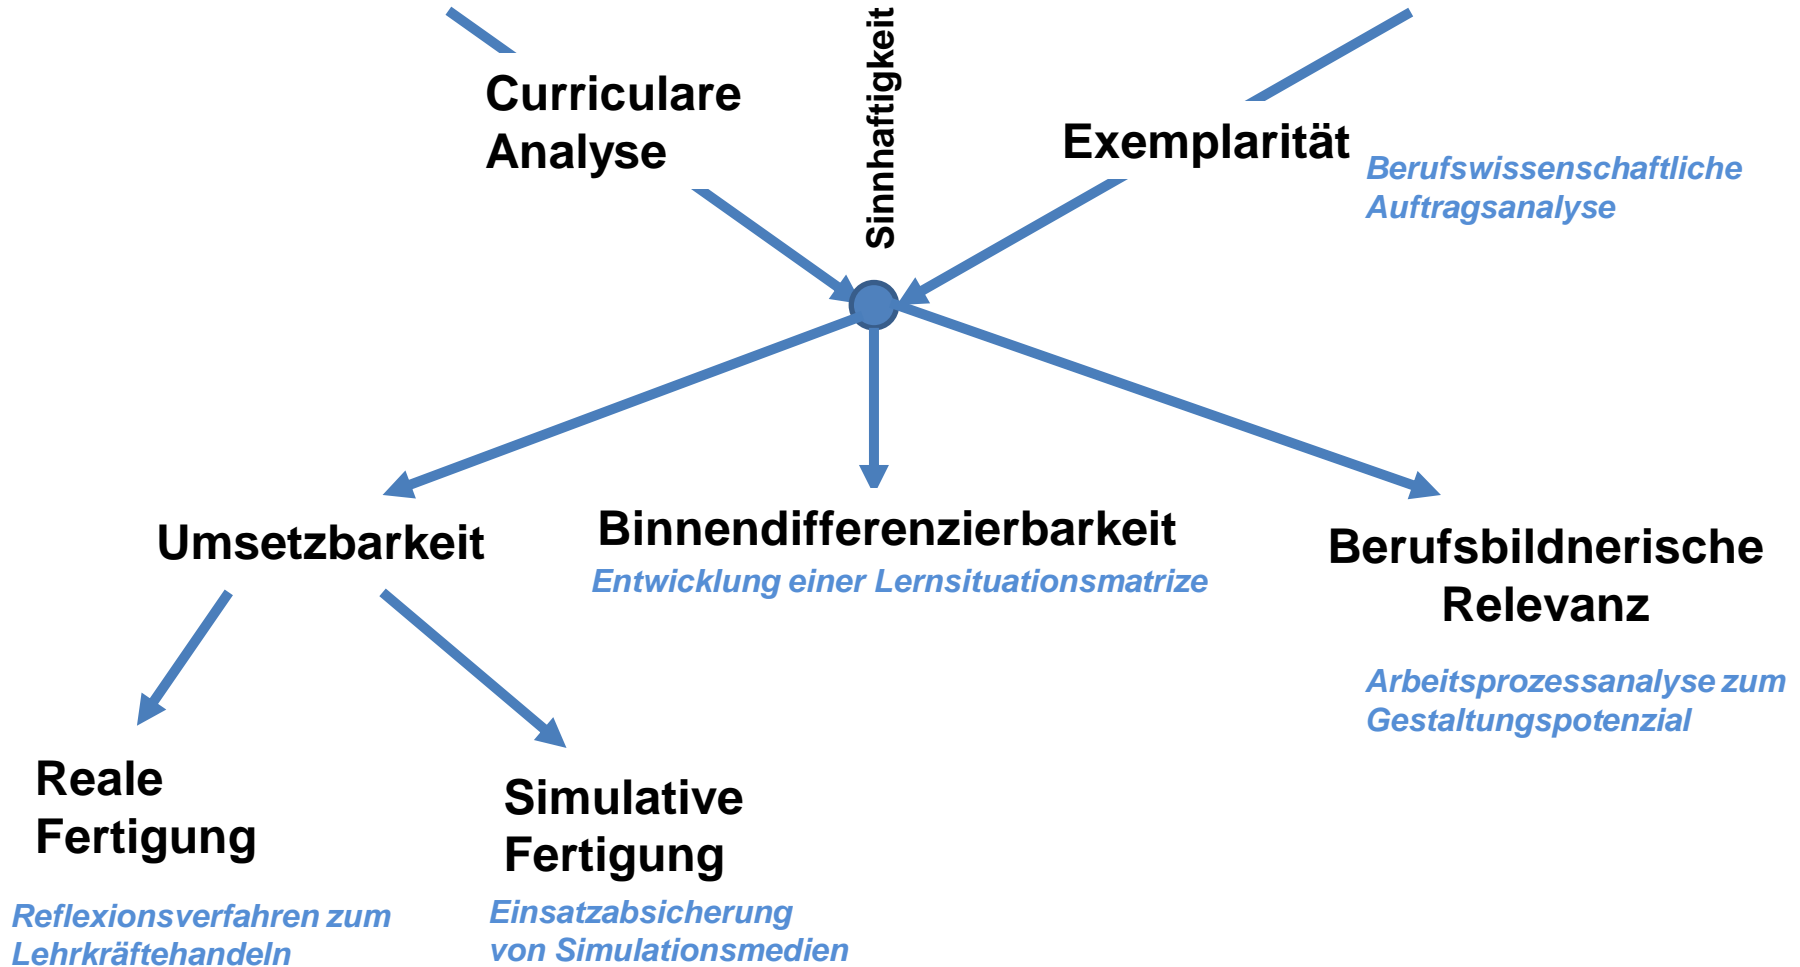 Sinnhaftigkeit
Curriculare
Analyse
Exemplarität
Berufswissenschaftliche
Auftragsanalyse
Umsetzbarkeit
Binnendifferenzierbarkeit
Entwicklung einer Lernsituationsmatrize
Berufsbildnerische
Relevanz
Arbeitsprozessanalyse zum
Gestaltungspotenzial
Reale
Fertigung
Reflexionsverfahren zum
Lehrkräftehandeln
Simulative
Fertigung
Einsatzabsicherung
von Simulationsmedien